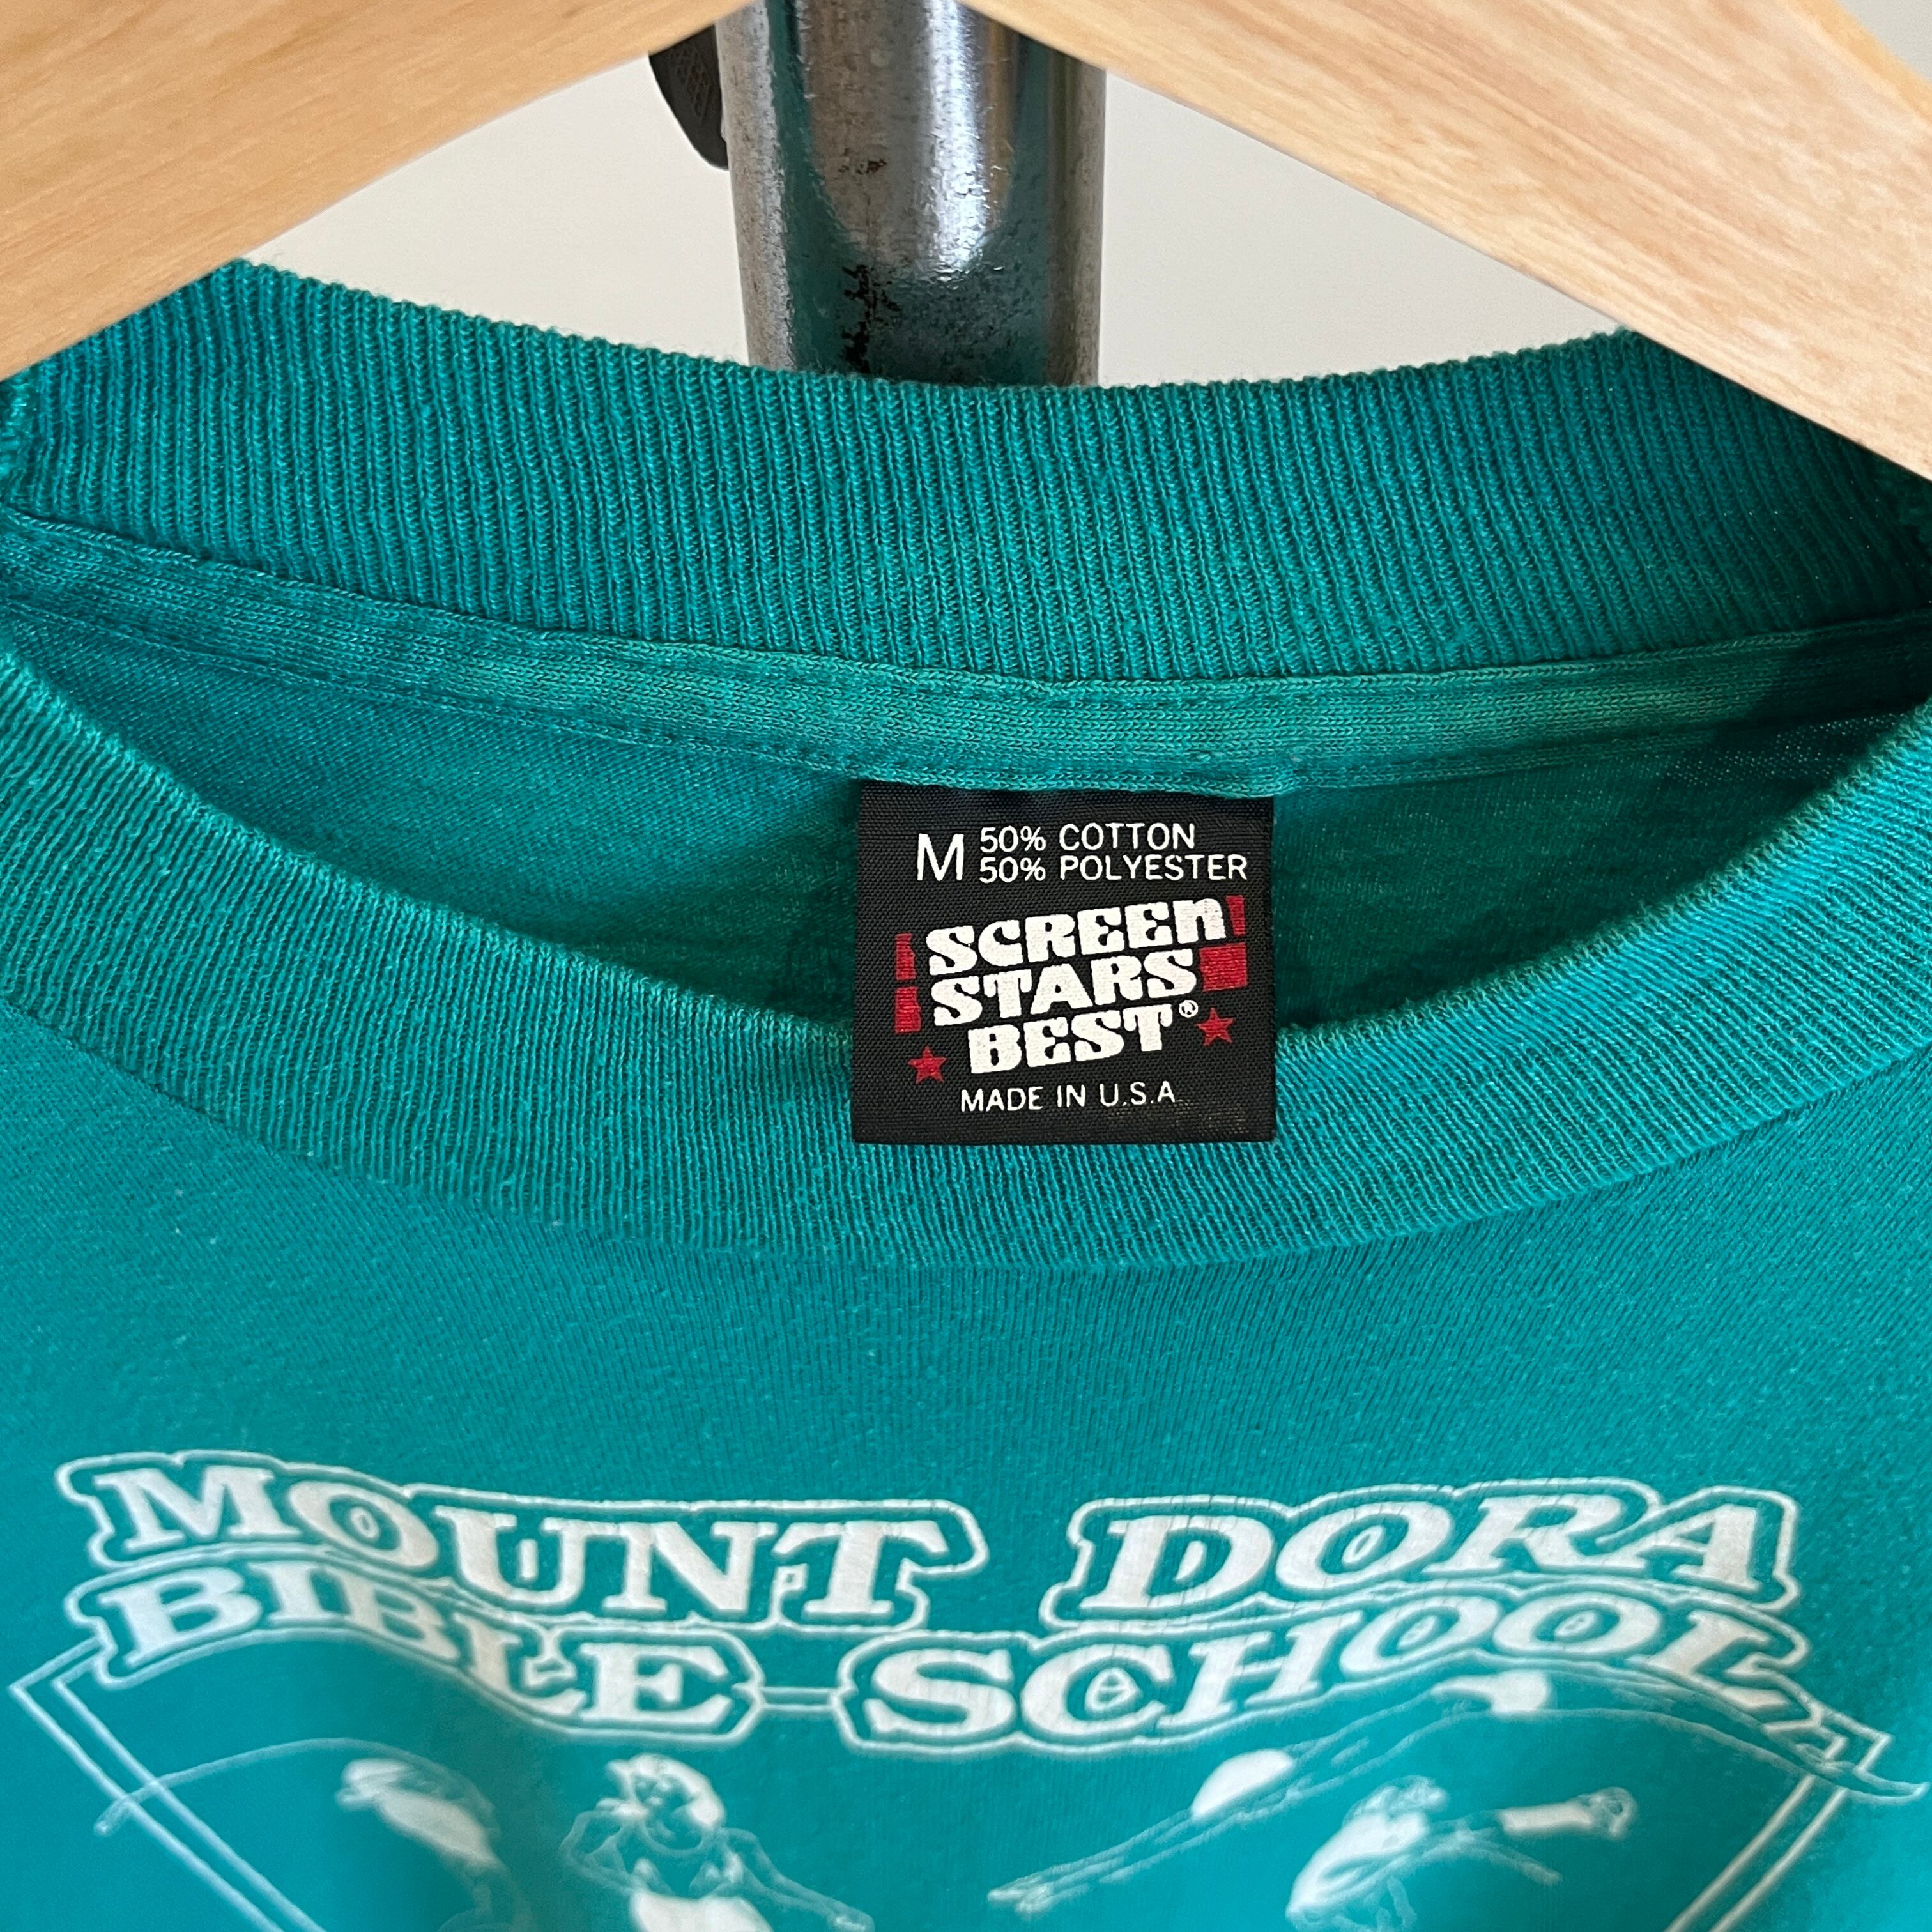 M 50% COTTON
50% POLYESTER
SCREEN
STARS
BEST®
MADE IN U.S.A.
MOUNT DORA
BIBLE-SCHOOL